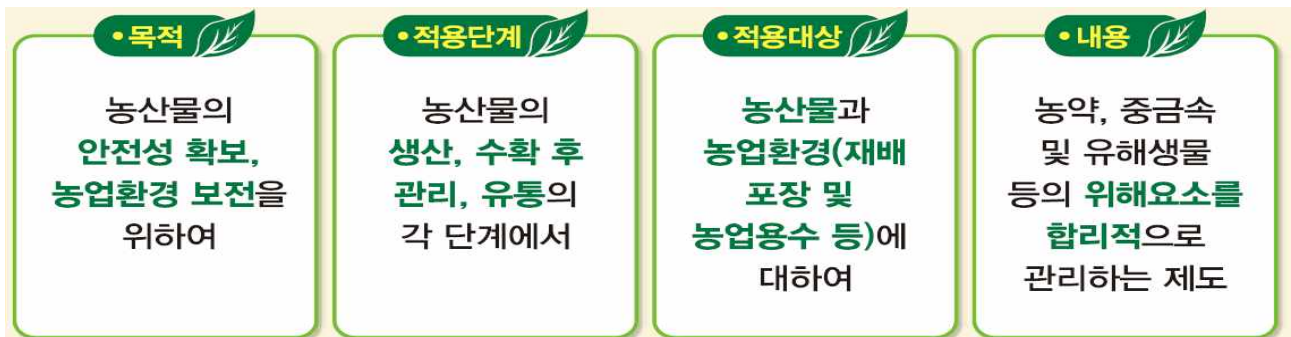 •목적
농산물의
안전성 확보,
농업환경 보전을
위하여
•적용단계
농산물의
생산, 수확 후
관리, 유통의
각 단계에서
•적용대상
농산물과
농업환경(재배
포장 및
농업용수 등)에
대하여
•내용
농약, 중금속
및 유해생물
등의 위해요소를
합리적으로
관리하는 제도